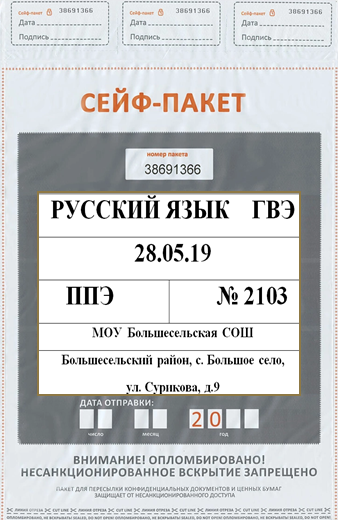 Сейф-пакет 38691366 Сейф-пакет 38691366 Сейф-пакет 38691366
Дата Дата Дата
Подпись Подпись Подпись
СЕЙФ-ПАКЕТ
номер пакета
38691366
РУССКИЙ ЯЗЫК ГВЭ
28.05.19
ППЭ № 2103
МОУ Большесельская СОШ
Большесельский район, с. Большое село,
ул. Сурикова, д.9
ДАТА ОТПРАВКИ:
20
число месяц год
ВНИМАНИЕ! ОПЛОМБИРОВАНО!
НЕСАНКЦИОНИРОВАННОЕ ВСКРЫТИЕ ЗАПРЕЩЕНО
ПАКЕТ ДЛЯ ПЕРЕСЫЛКИ КОНФИДЕНЦИАЛЬНЫХ ДОКУМЕНТОВ И ЦЕННЫХ БУМАГ
ЗАЩИЩАЕТ ОТ НЕСАНКЦИОНИРОВАННОГО ДОСТУПА